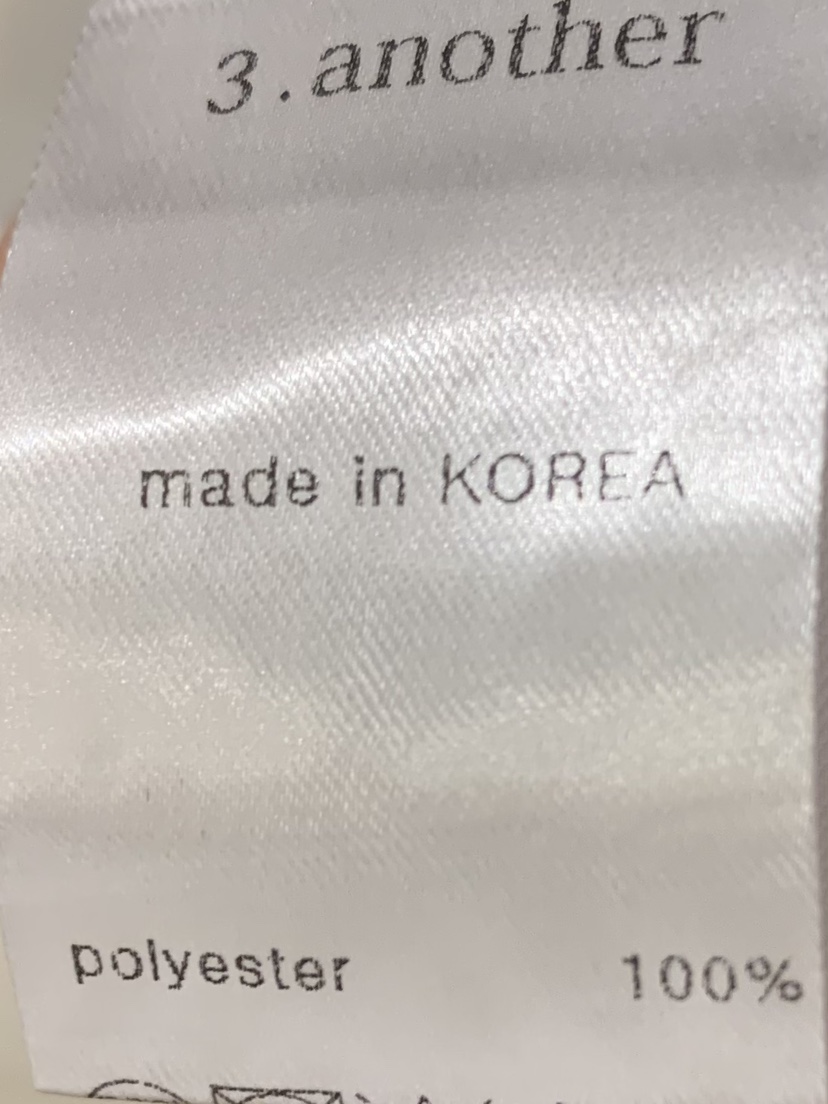 3.another
made in KOREA
polyester 100%